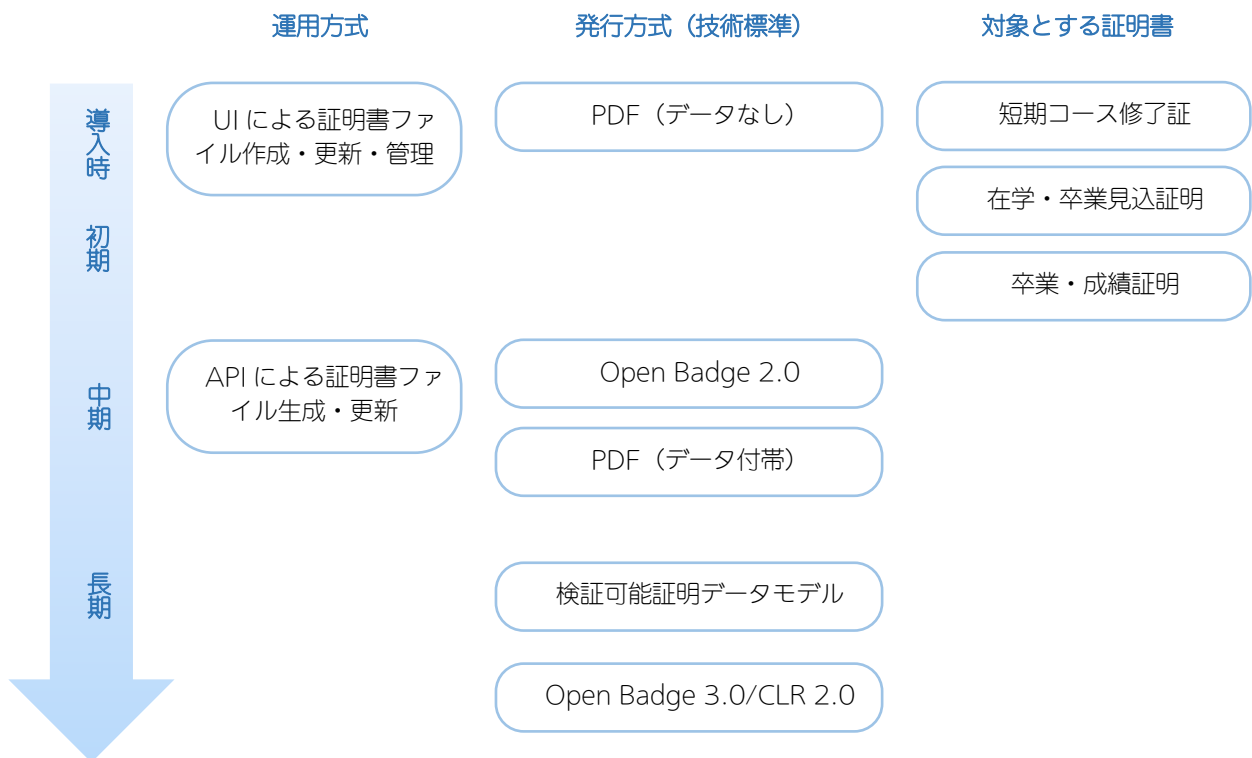 運用方式
発行方式（技術標準）
対象とする証明書
導入時
初期
中期
長期
UI による証明書ファ
イル作成・更新・管理
API による証明書ファ
イル生成・更新
PDF（データなし）
Open Badge 2.0
PDF（データ付帯）
検証可能証明データモデル
Open Badge 3.0/CLR 2.0
短期コース修了証
在学・卒業見込証明
卒業・成績証明